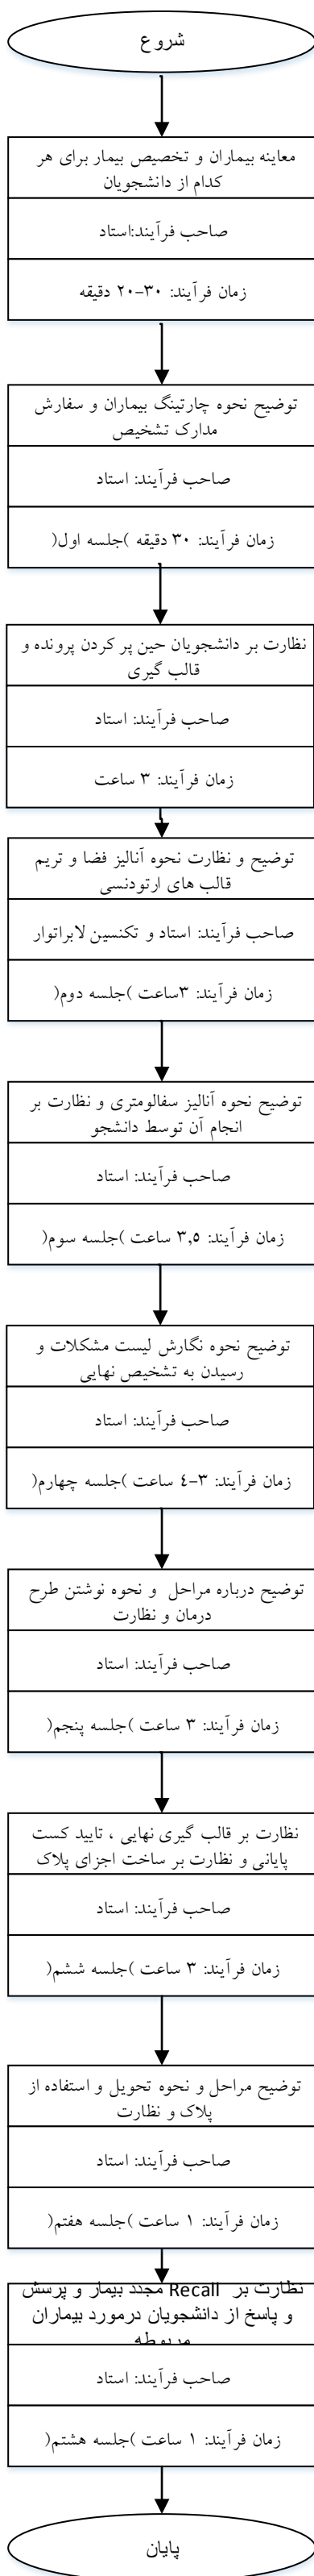 شروع
معاینه بیماران و تخصیص بیمار برای هر
کدام از دانشجویان
صاحب فرآیند:استاد
زمان فرآیند: ۳۰-۲۰ دقیقه
توضیح نحوه چارتینگ بیماران و سفارش
مدارک تشخیص
صاحب فرآیند: استاد
زمان فرآیند: ۳۰ دقیقه )جلسه اول(
نظارت بر دانشجویان حین پر کردن پرونده و
قالب گیری
صاحب فرآیند: استاد
زمان فرآیند: ۳ ساعت
توضیح و نظارت نحوه آنالیز فضا و تریم
قالب های ارتودنسی
صاحب فرآیند: استاد و تکنسین لابراتوار
زمان فرآیند: ۳ساعت )جلسه دوم(
توضیح نحوه آنالیز سفالومتری و نظارت بر
انجام آن توسط دانشجو
صاحب فرآیند: استاد
زمان فرآیند: ۳,۵ ساعت )جلسه سوم(
توضیح نحوه نگارش لیست مشکلات و
رسیدن به تشخیص نهایی
صاحب فرآیند: استاد
زمان فرآیند: ۳-٤ ساعت )جلسه چهارم(
توضیح درباره مراحل و نحوه نوشتن طرح
درمان و نظارت
صاحب فرآیند: استاد
زمان فرآیند: ۳ ساعت )جلسه پنجم(
نظارت بر قالب گیری نهایی ، تایید کست
پایانی و نظارت بر ساخت اجزای پلاک
صاحب فرآیند: استاد
زمان فرآیند: ۳ ساعت )جلسه ششم(
توضیح مراحل و نحوه تحویل و استفاده از
پلاک و نظارت
صاحب فرآیند: استاد
زمان فرآیند: ۱ ساعت )جلسه هفتم(
نظارت بر Recall مجدد بیمار و پرسش
و پاسخ از دانشجویان درمورد بیماران
مربوطه
صاحب فرآیند: استاد
زمان فرآیند: ۱ ساعت )جلسه هشتم(
پایان